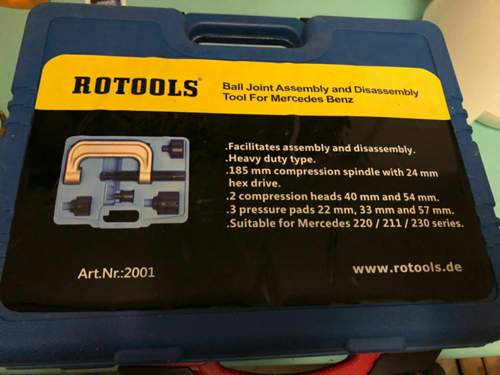 ROTOOLS®
Ball Joint Assembly and Disassembly
Tool For Mercedes Benz
.Facilitates assembly and disassembly.
.Heavy duty type.
.185 mm compression spindle with 24 mm
hex drive.
.2 compression heads 40 mm and 54 mm.
.3 pressure pads 22 mm, 33 mm and 57 mm.
.Suitable for Mercedes 220 / 211 / 230 series.
Art.Nr.:2001
www.rotools.de